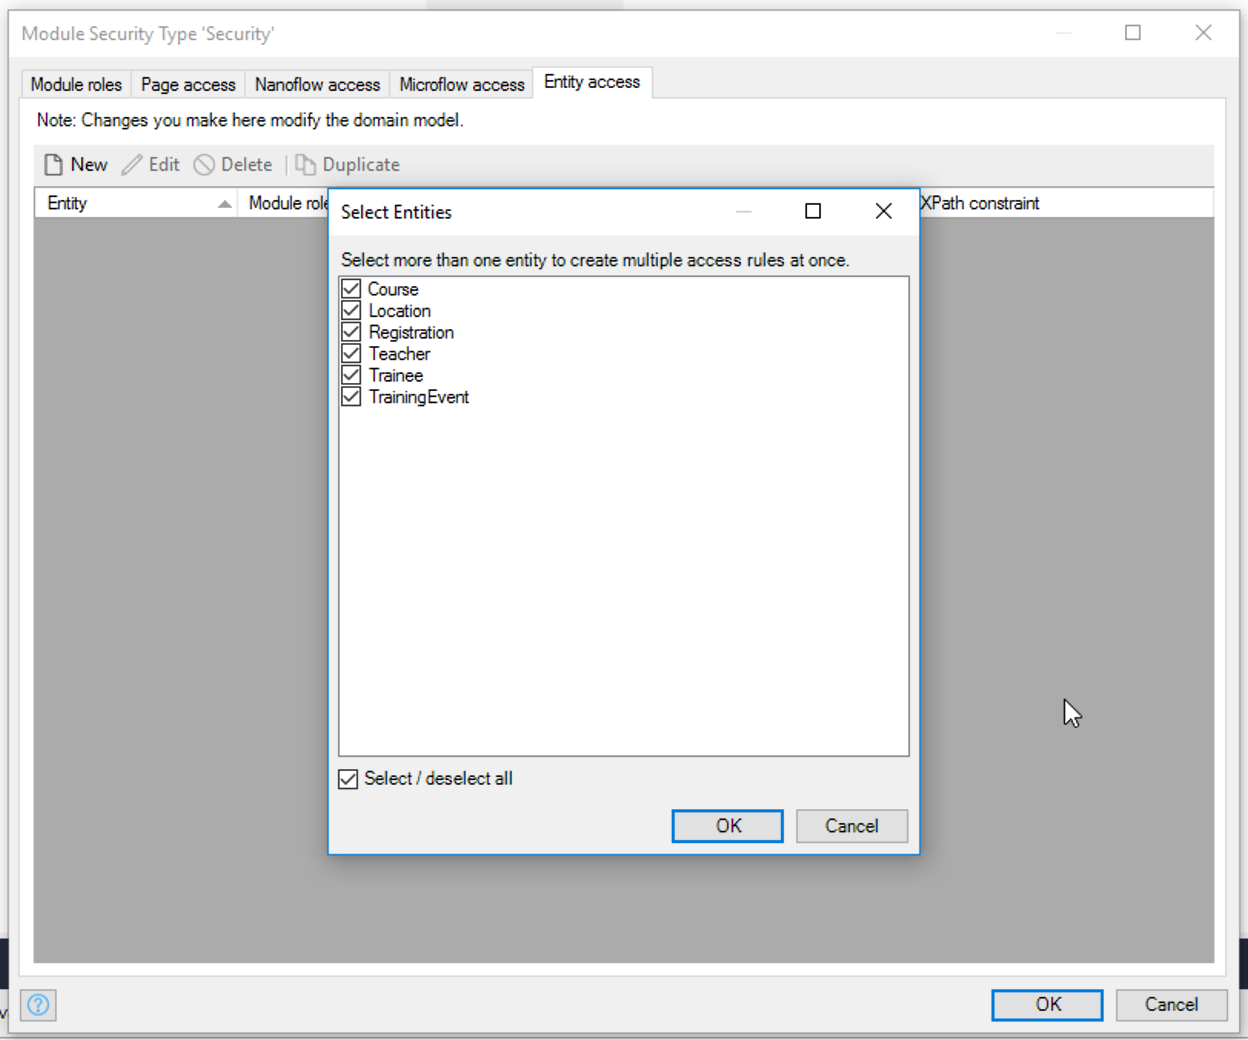 Module Security Type 'Security'
Module roles Page access Nanoflow access Microflow access Entity access
Note: Changes you make here modify the domain model.
New Edit Delete Duplicate
Entity Module role XPath constraint
Select Entities
Select more than one entity to create multiple access rules at once.
Course
Location
Registration
Teacher
Trainee
TrainingEvent
Select / deselect all
OK Cancel
OK Cancel